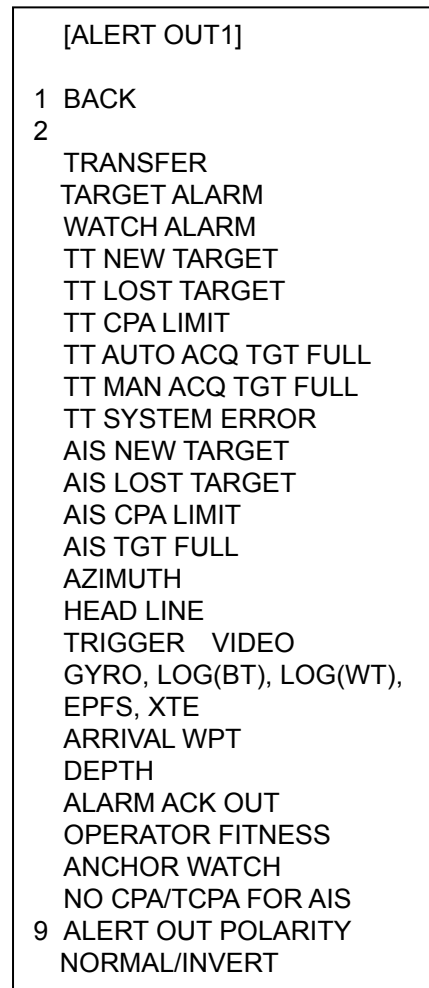 [ALERT OUT1]
1 BACK
2
TRANSFER
TARGET ALARM
WATCH ALARM
TT NEW TARGET
TT LOST TARGET
TT CPA LIMIT
TT AUTO ACQ TGT FULL
TT MAN ACQ TGT FULL
TT SYSTEM ERROR
AIS NEW TARGET
AIS LOST TARGET
AIS CPA LIMIT
AIS TGT FULL
AZIMUTH
HEAD LINE
TRIGGER VIDEO
GYRO, LOG(BT), LOG(WT),
EPFS, XTE
ARRIVAL WPT
DEPTH
ALARM ACK OUT
OPERATOR FITNESS
ANCHOR WATCH
NO CPA/TCPA FOR AIS
9 ALERT OUT POLARITY
NORMAL/INVERT